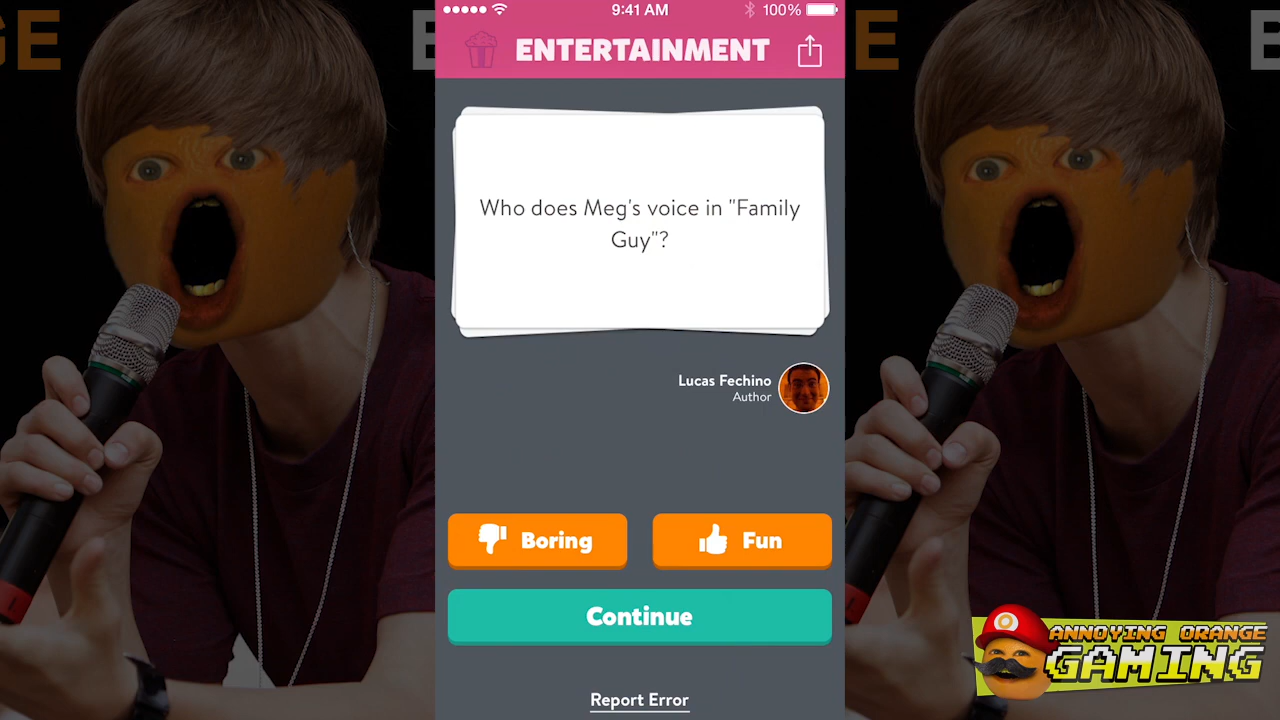 9:41 AM
100%
ENTERTAINMENT
Who does Meg's voice in "Family
Guy"?
Lucas Fechino
Author
Boring
Fun
Continue
Report Error
ANNOYING ORANGE
GAMING